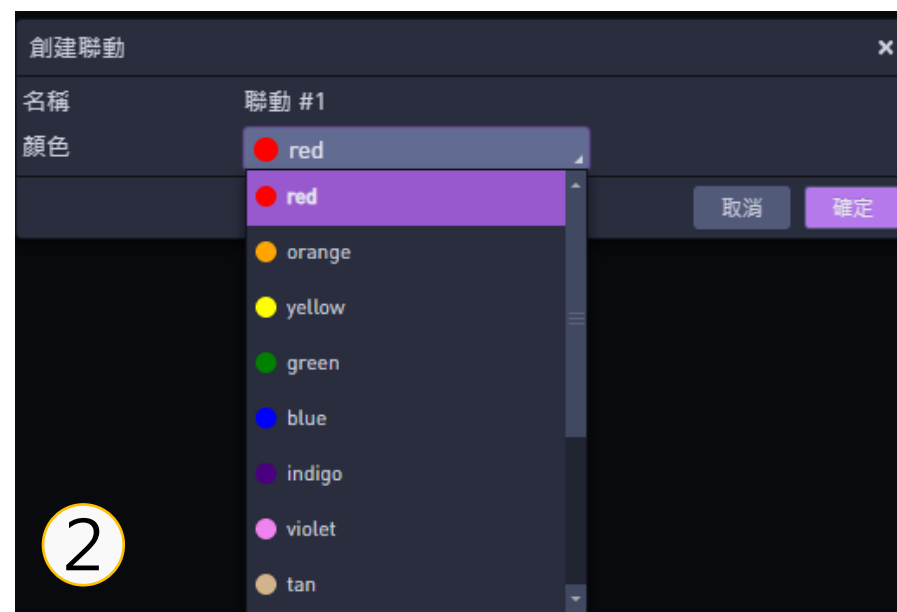 創建聯動
名稱 聯動 #1
顏色 red
red
取消 確定
orange
yellow
green
blue
indigo
violet
tan
2